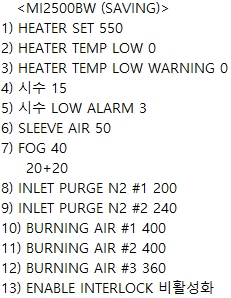 <MI2500BW (SAVING)>
1) HEATER SET 550
2) HEATER TEMP LOW 0
3) HEATER TEMP LOW WARNING 0
4) 시수 15
5) 시수 LOW ALARM 3
6) SLEEVE AIR 50
7) FOG 40
20+20
8) INLET PURGE N2 #1 200
9) INLET PURGE N2 #2 240
10) BURNING AIR #1 400
11) BURNING AIR #2 400
12) BURNING AIR #3 360
13) ENABLE INTERLOCK 비활성화